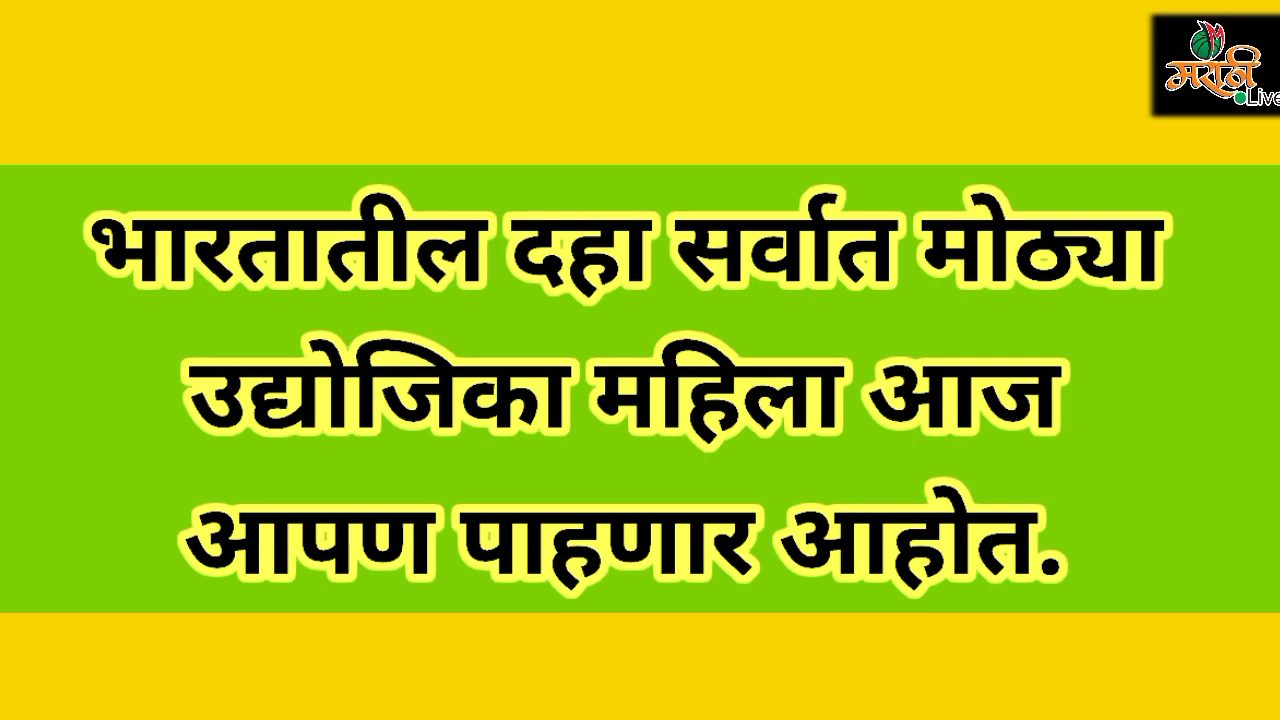 मराठी
Live
भारतातील दहा सर्वात मोठ्या
उद्योजिका महिला आज
आपण पाहणार आहोत.